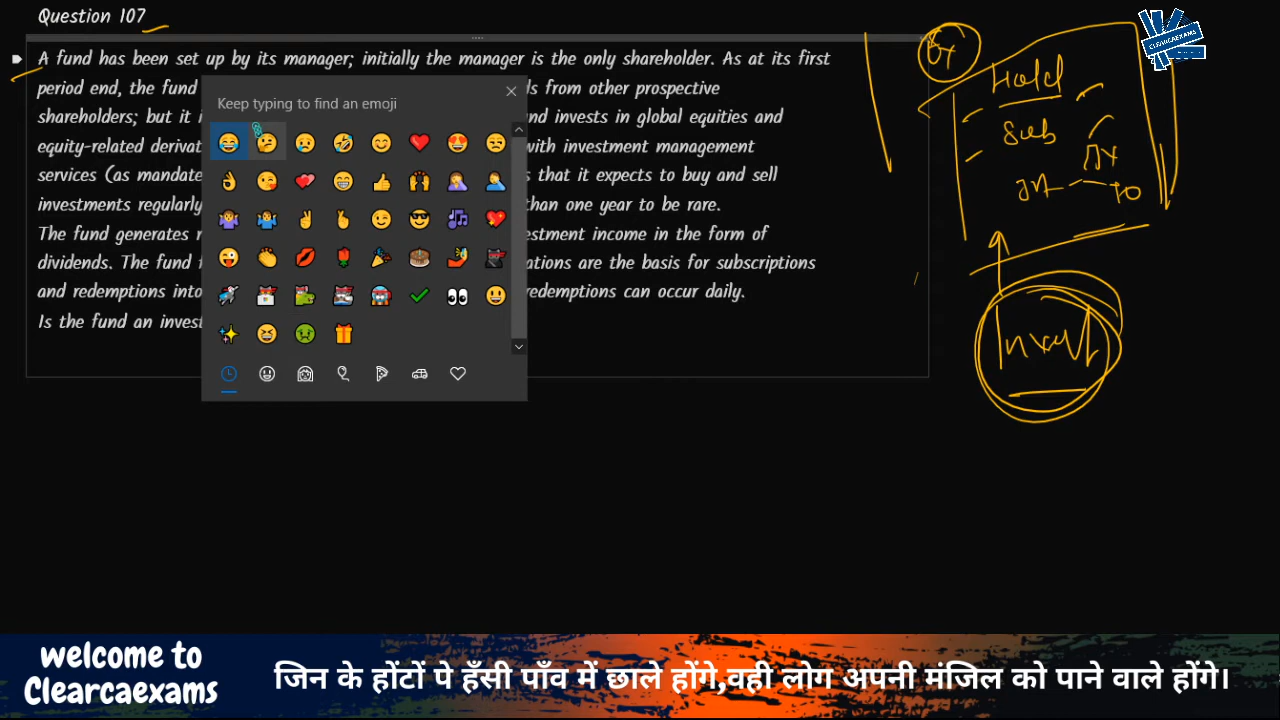 Question 107
A fund has been set up by its manager; initially the manager is the only shareholder. As at its first
period end, the fund
from other prospective
shareholders; but it i
nd invests in global equities and
equity-related derivat
with investment management
services (as mandate
s that it expects to buy and sell
investments regularly
than one year to be rare.
The fund generates r
estment income in the form of
dividends. The fund
ations are the basis for subscriptions
and redemptions into
redemptions can occur daily.
Is the fund an invest
Keep typing to find an emoji
Hold
Sub
CLEARCAEXAMS
welcome to
Clearcaexams
जिन के होंटों पे हँसी पाँव में छाले होंगे,वही लोग अपनी मंजिल को पाने वाले होंगे।